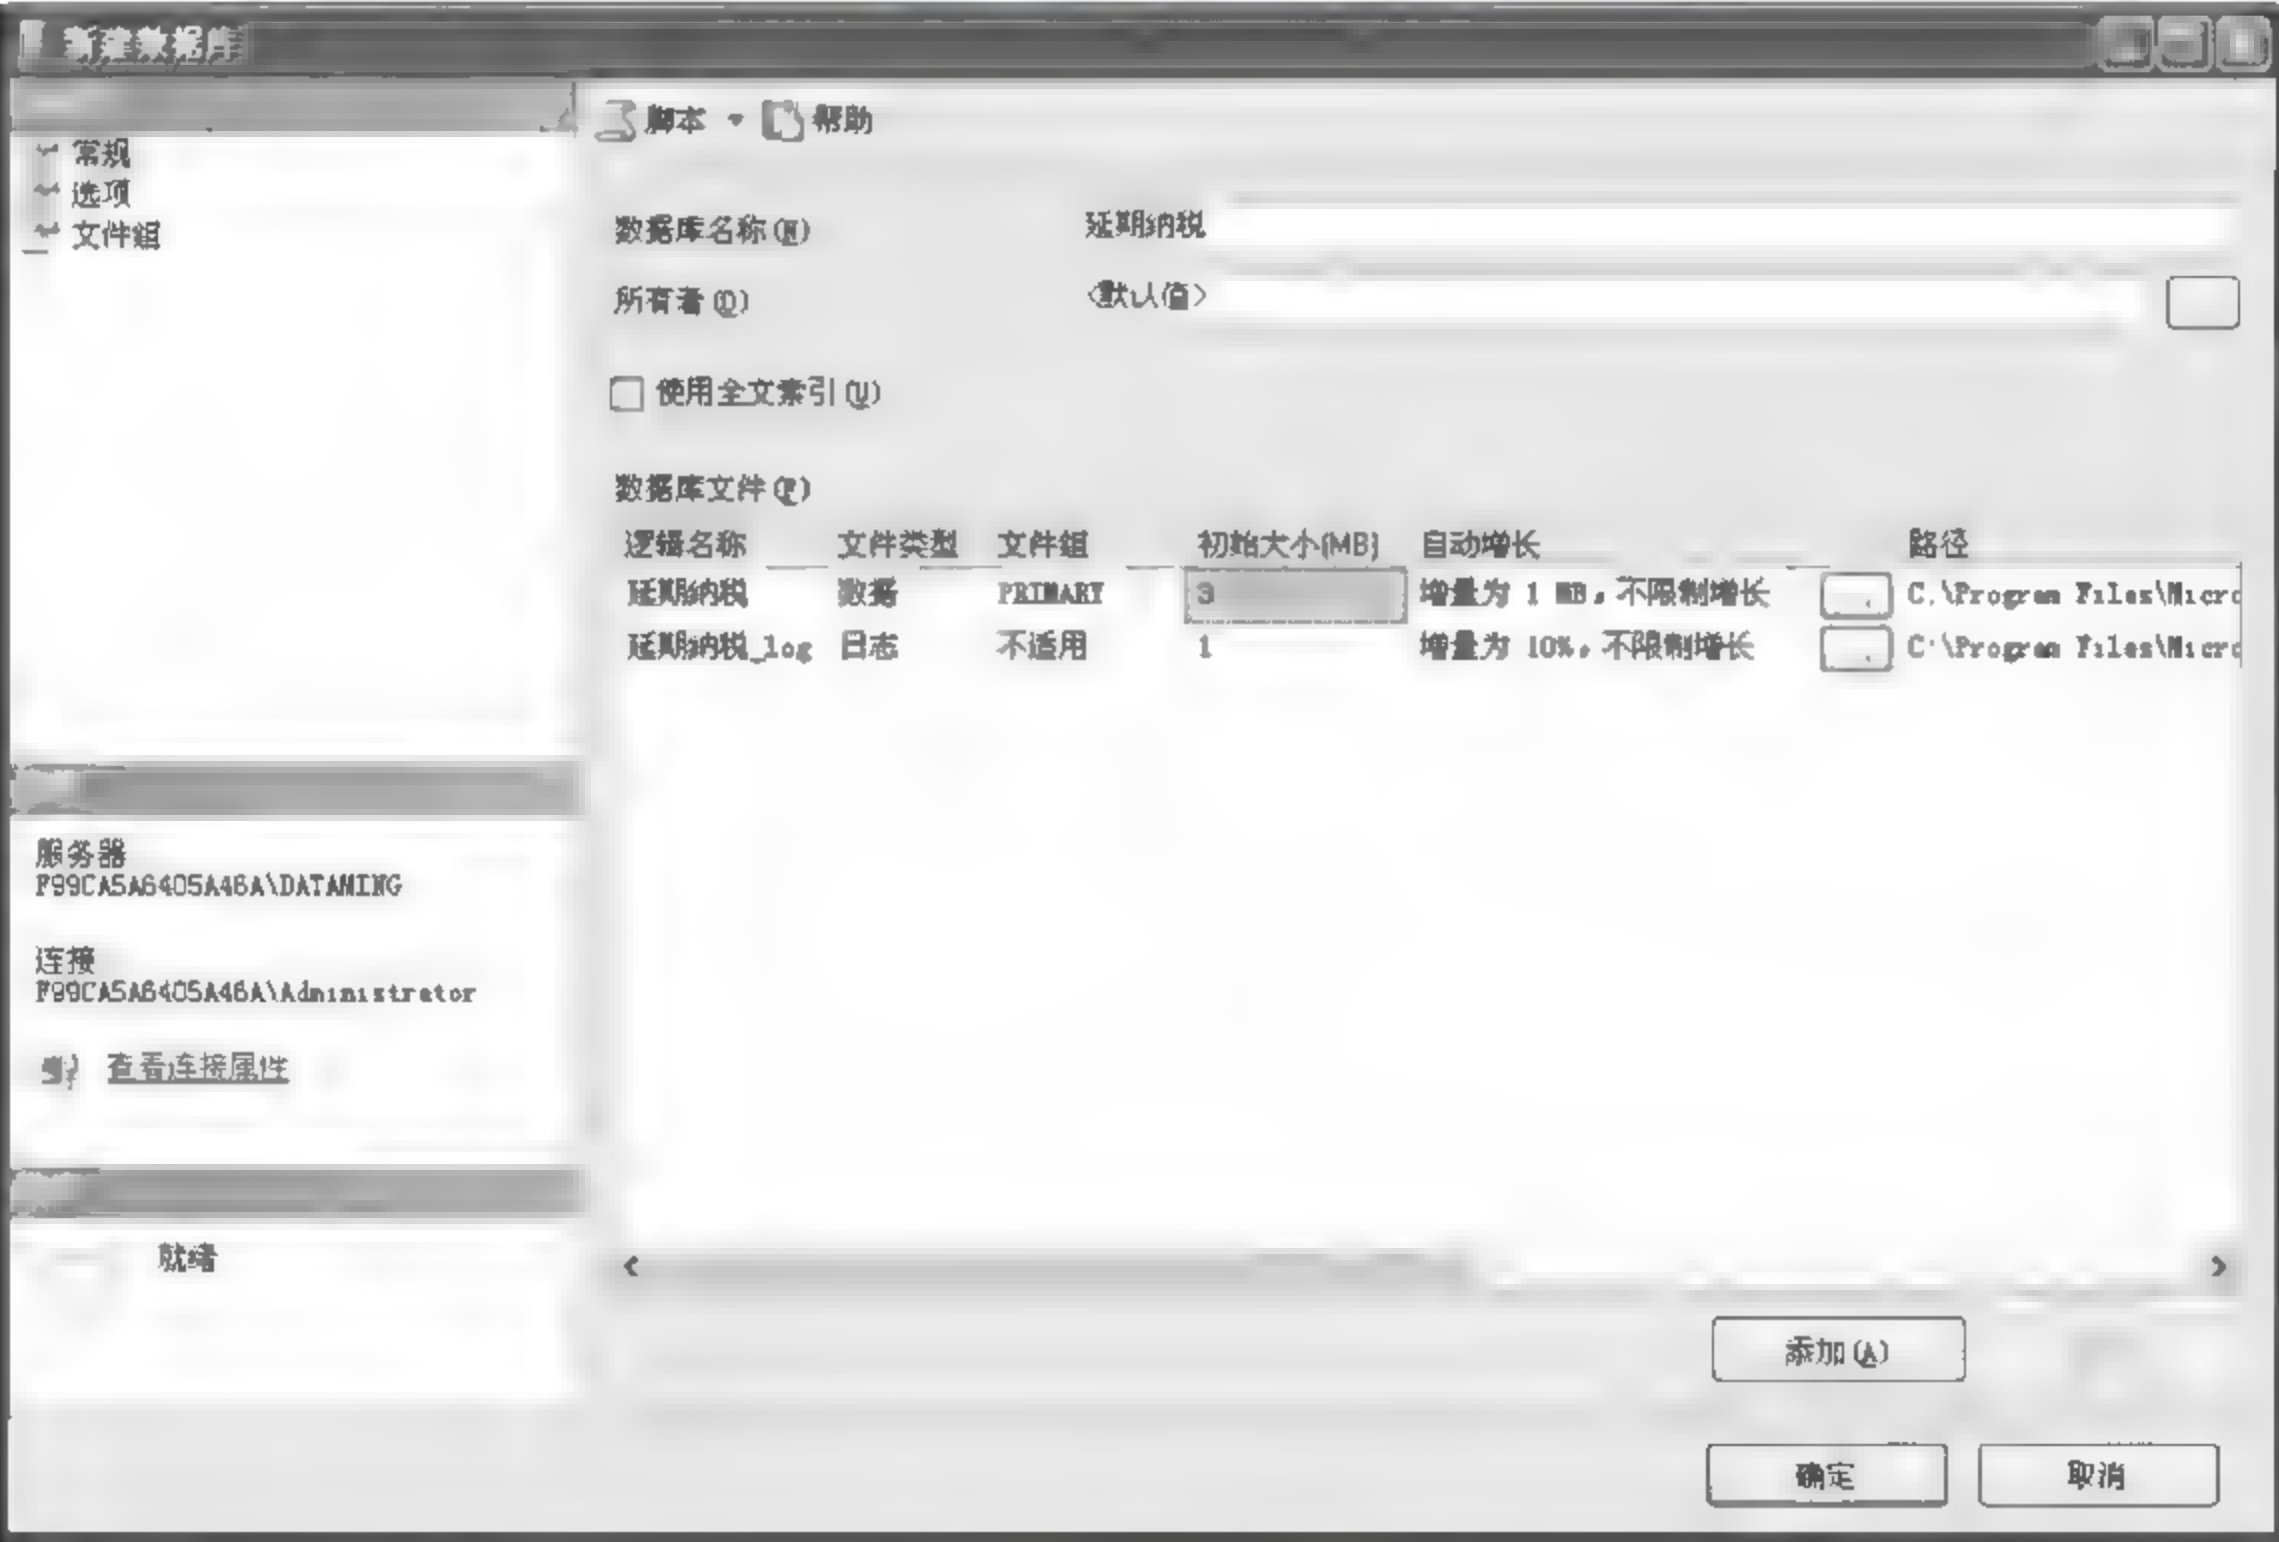 新建数据库
常规
选项
文件组
脚本 帮助
数据库名称(N) 延期纳税
所有者(O) <默认值>
使用全文索引(U)
数据库文件(F)
逻辑名称 文件类型 文件组 初始大小(MB) 自动增长 路径
延期纳税 数据 PRIMARY 3 增量为 1 MB，不限制增长 C:\Program Files\Micro
延期纳税_log 日志 不适用 1 增量为 10%，不限制增长 C:\Program Files\Micro
服务器
F99CA5A6405A46A\DATAMING
连接
F99CA5A6405A46A\Administrator
查看连接属性
就绪
添加(A)
确定 取消